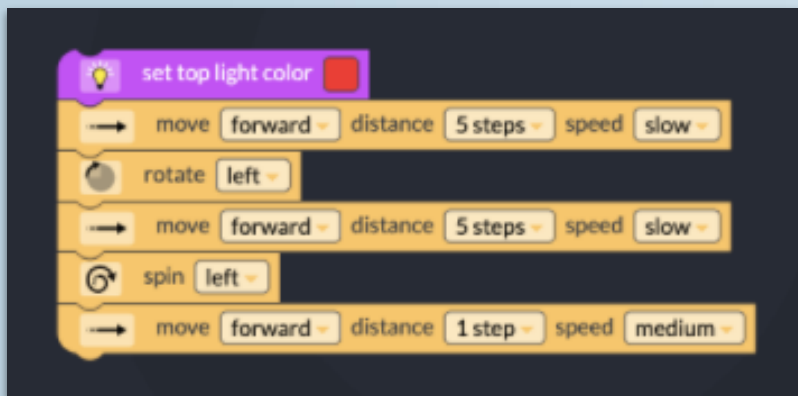 set top light color
move forward distance 5 steps speed slow
rotate left
move forward distance 5 steps speed slow
spin left
move forward distance 1 step speed medium